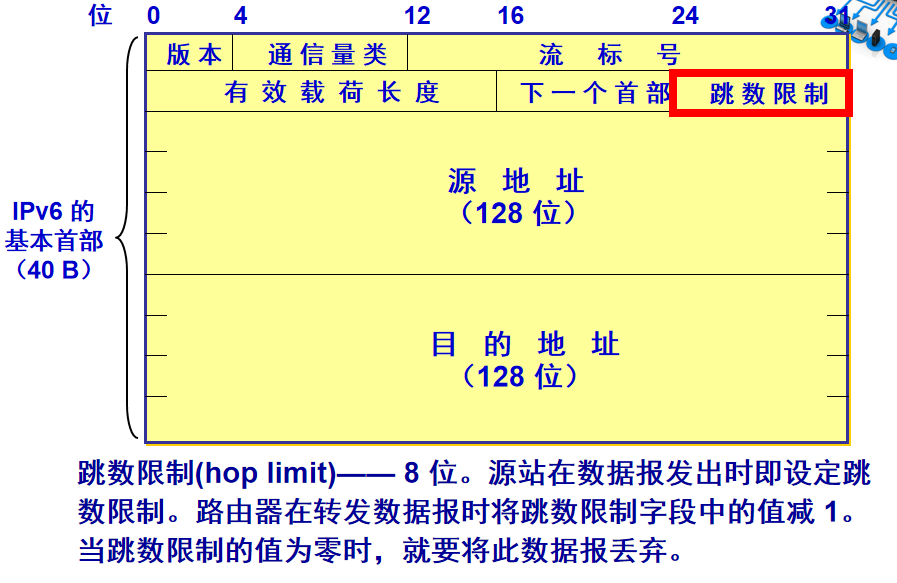 位 0 4 12 16 24 31
版本 通信量类 流标号
有效载荷长度 下一个首部 跳数限制
源地址
（128 位）
IPv6 的
基本首部
（40 B）
目的地址
（128 位）
跳数限制(hop limit)—— 8 位。源站在数据报发出时即设定跳
数限制。路由器在转发数据报时将跳数限制字段中的值减 1。
当跳数限制的值为零时，就要将此数据报丢弃。